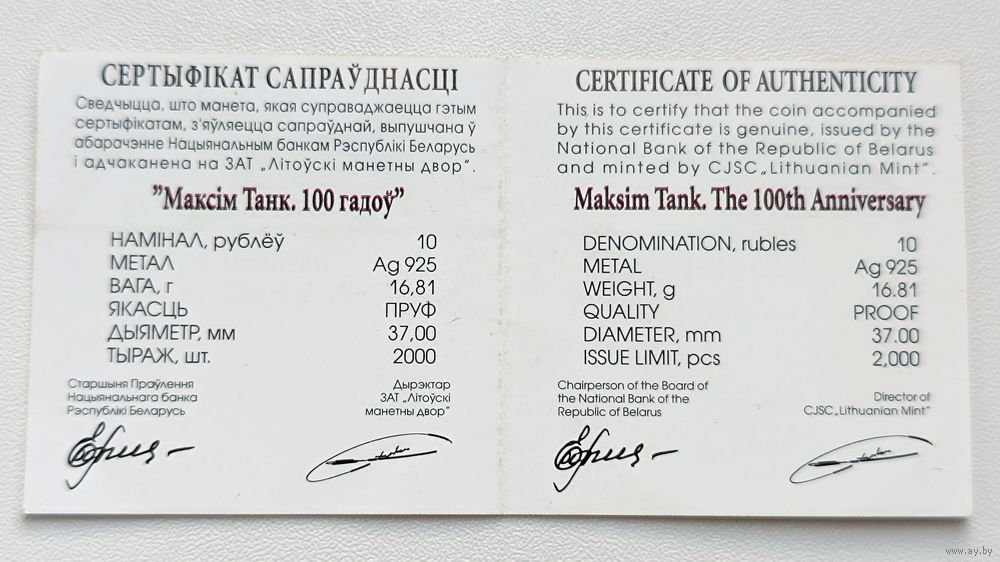 СЕРТЫФІКАТ САПРАЎДНАСЦІ
Сведчыцца, што манета, якая суправаджаецца гэтым
сертыфікатам, з'яўляецца сапраўднай, выпушчана ў
абарачэнне Нацыянальным банкам Рэспублікі Беларусь
і адчаканена на ЗАТ „Літоўскі манетны двор".
"Максім Танк. 100 гадоў"
НАМІНАЛ, рублёў 10
МЕТАЛ Ag 925
ВАГА, г 16,81
ЯКАСЦЬ ПРУФ
ДЫЯМЕТР, мм 37,00
ТЫРАЖ, шт. 2000
Старшыня Праўлення
Нацыянальнага банка
Рэспублікі Беларусь
Дырэктар
ЗАТ „Літоўскі
манетны двор"
CERTIFICATE OF AUTHENTICITY
This is to certify that the coin accompanied
by this certificate is genuine, issued by the
National Bank of the Republic of Belarus
and minted by CJSC„Lithuanian Mint".
Maksim Tank. The 100th Anniversary
DENOMINATION, rubles 10
METAL Ag 925
WEIGHT, g 16.81
QUALITY PROOF
DIAMETER, mm 37.00
ISSUE LIMIT, pcs 2,000
Chairperson of the Board of
the National Bank of the
Republic of Belarus
Director of
CJSC„Lithuanian Mint"
www.ay.by